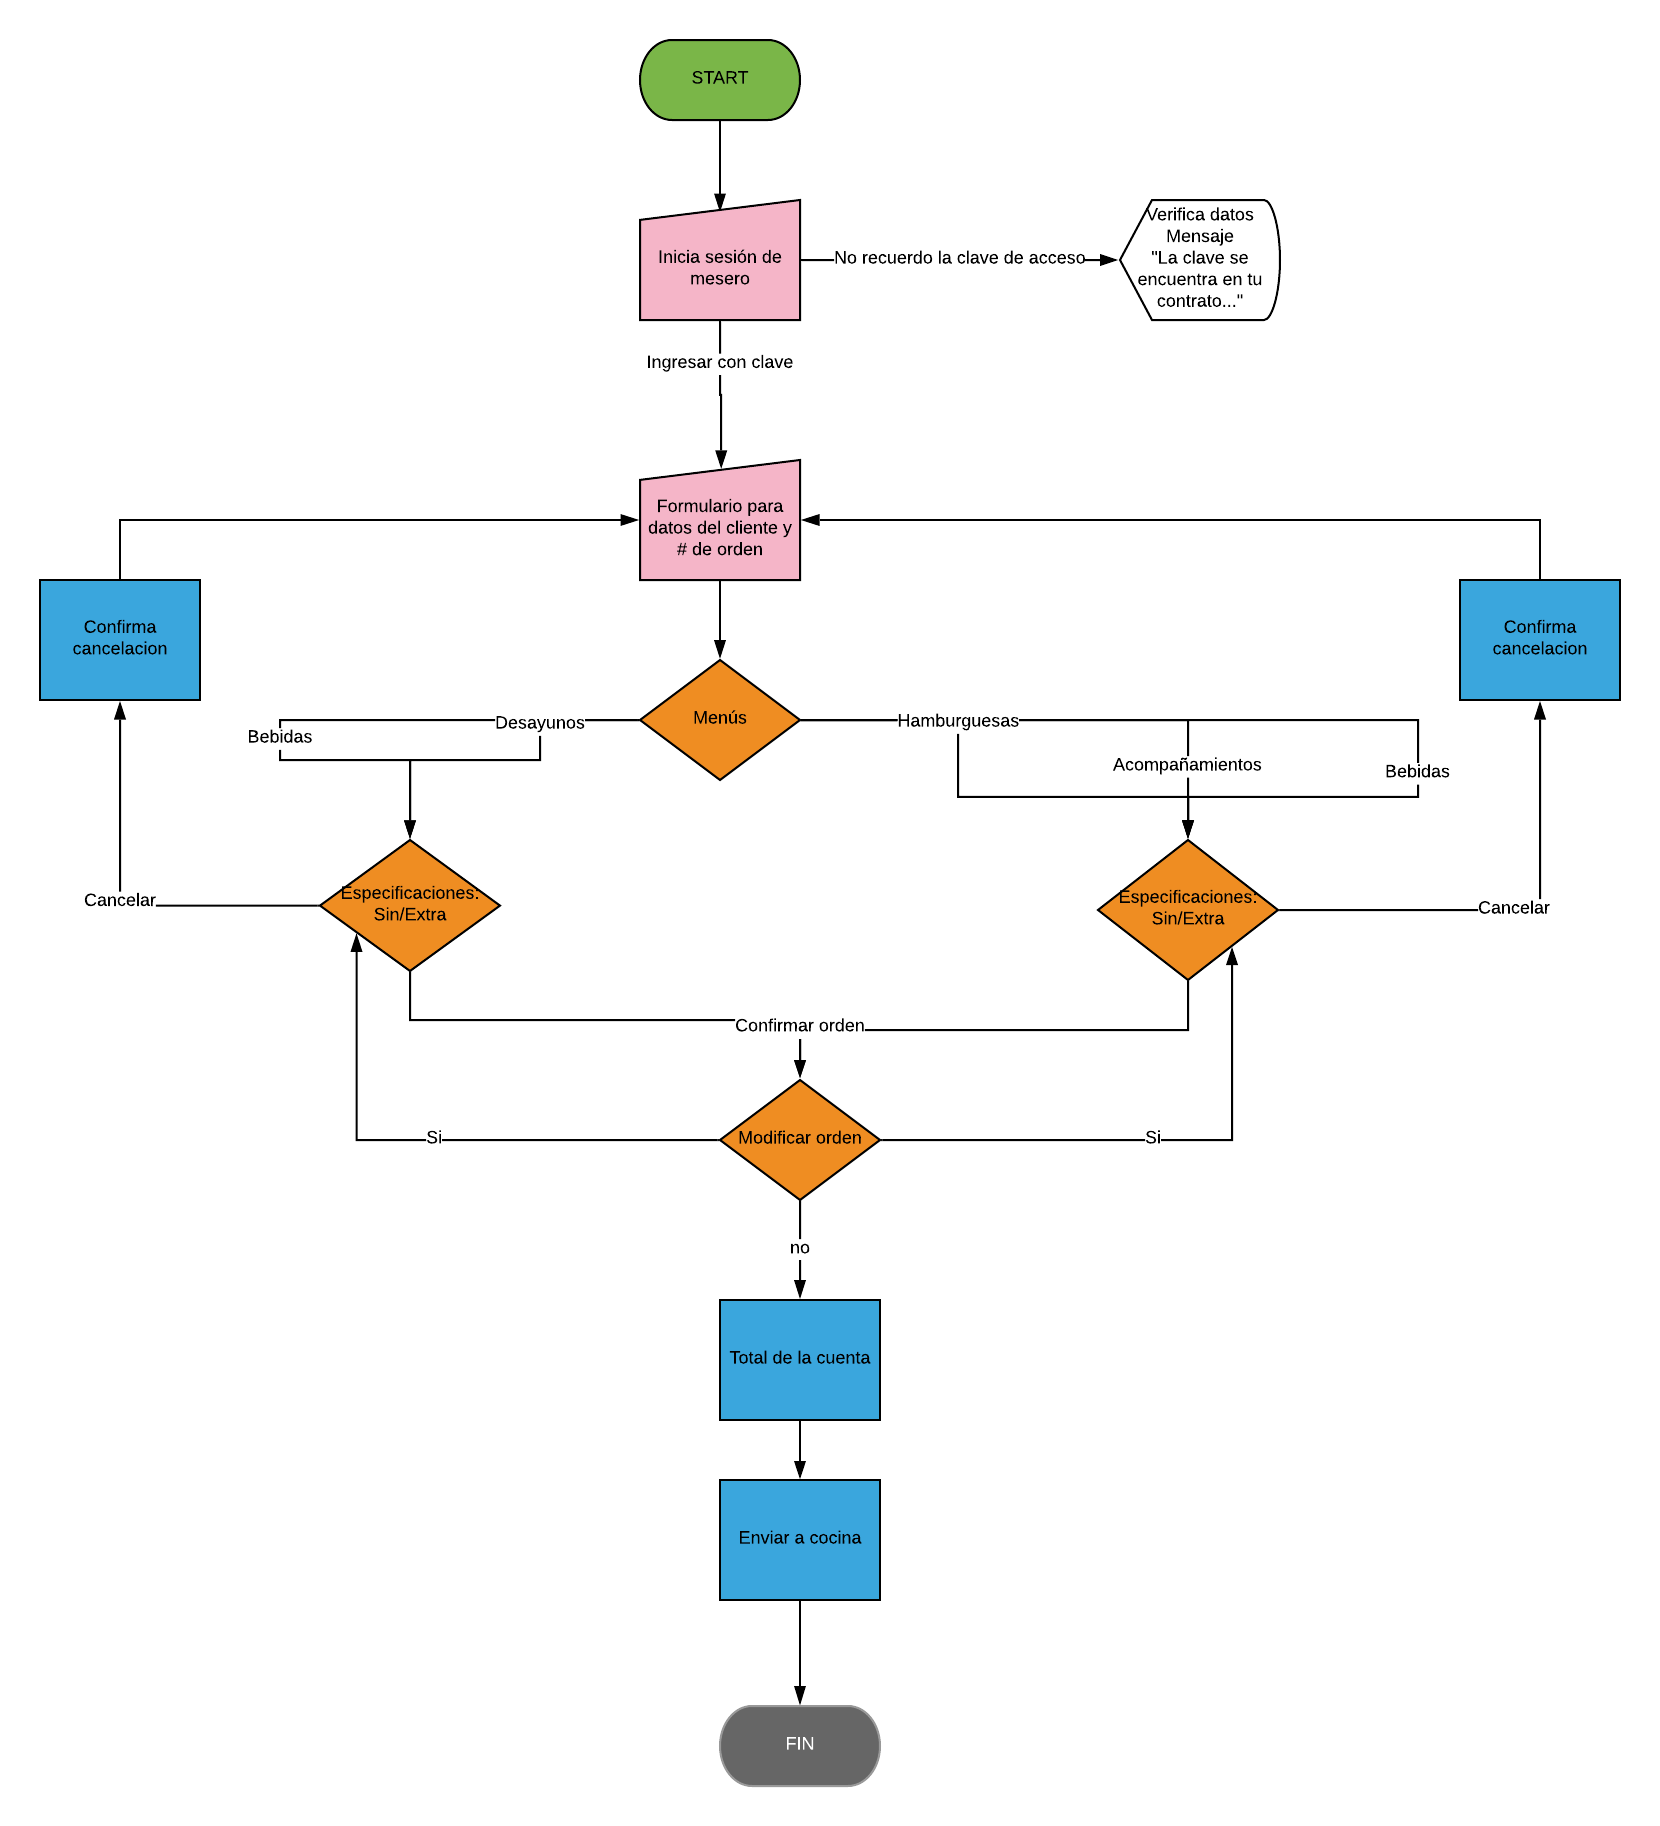 START
Inicia sesión de
mesero
No recuerdo la clave de acceso
Verifica datos
Mensaje
"La clave se
encuentra en tu
contrato..."
Ingresar con clave
Formulario para
datos del cliente y
# de orden
Confirma
cancelacion
Confirma
cancelacion
Menús
Desayunos
Bebidas
Hamburguesas
Acompañamientos
Bebidas
Cancelar
Especificaciones:
Sin/Extra
Especificaciones:
Sin/Extra
Cancelar
Confirmar orden
Si
Modificar orden
Si
no
Total de la cuenta
Enviar a cocina
FIN